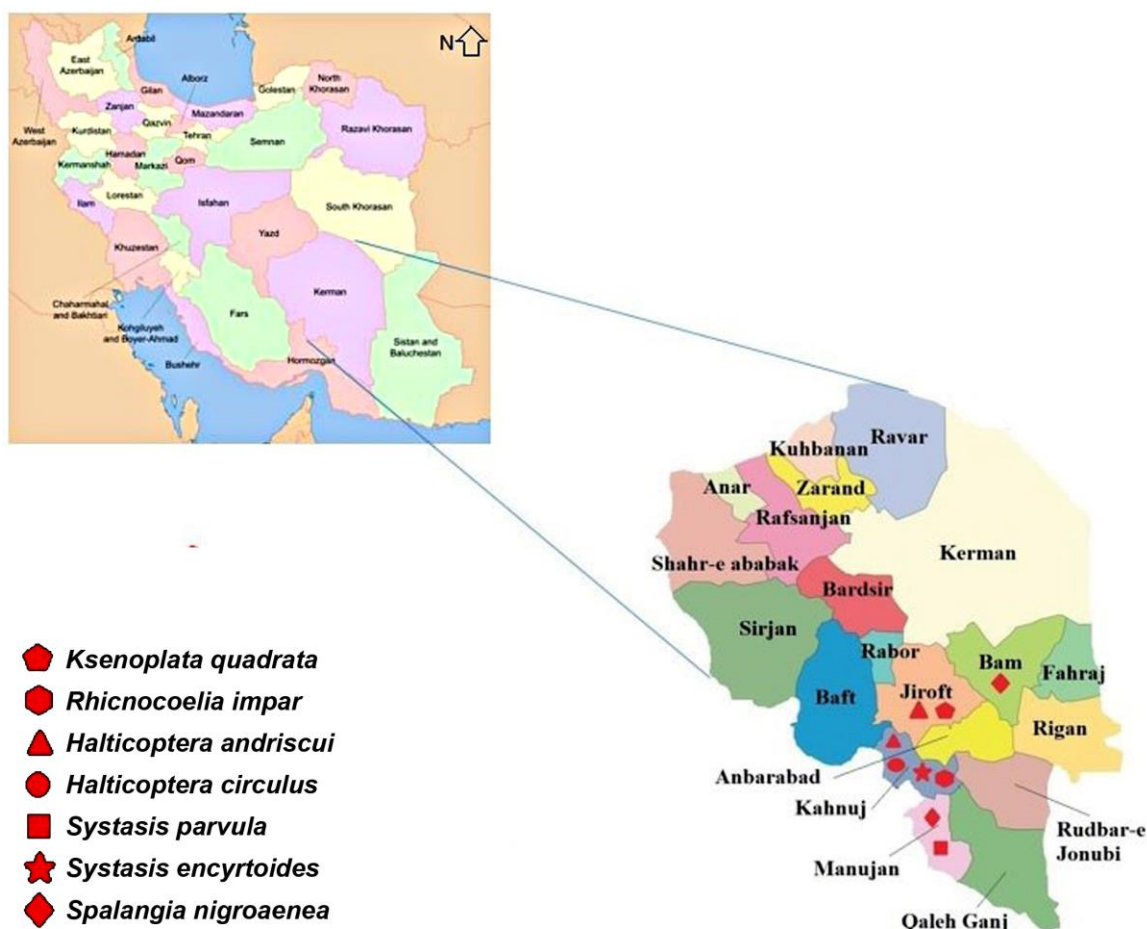 N
Ardabil
East
Azerbaijan
Gilan
Alborz
Golestan
North
Khorasan
Zanjan
Mazandaran
West
Azerbaijan
Qazvin
Tehran
Razavi Khorasan
Kurdistan
Semnan
Hamadan
Kermanshah
Markazi
Qom
Lorestan
Ilam
Isfahan
South Khorasan
Khuzestan
Yazd
Chaharmahal
and Bakhtiari
Kohgiluyeh
and Boyer-Ahmad
Fars
Kerman
Bushehr
Hormozgan
Sistan and
Baluchestan
Ravar
Kuhbanan
Anar
Zarand
Rafsanjan
Kerman
Shahr-e ababak
Bardsir
Sirjan
Rabor
Bam
Fahraj
Baft
Jiroft
Rigan
Anbarabad
Kahnuj
Rudbar-e
Jonubi
Manujan
Qaleh Ganj
Ksenoplata quadrata
Rhicnocoelia impar
Halticoptera andriscui
Halticoptera circulus
Systasis parvula
Systasis encyrtoides
Spalangia nigroaenea